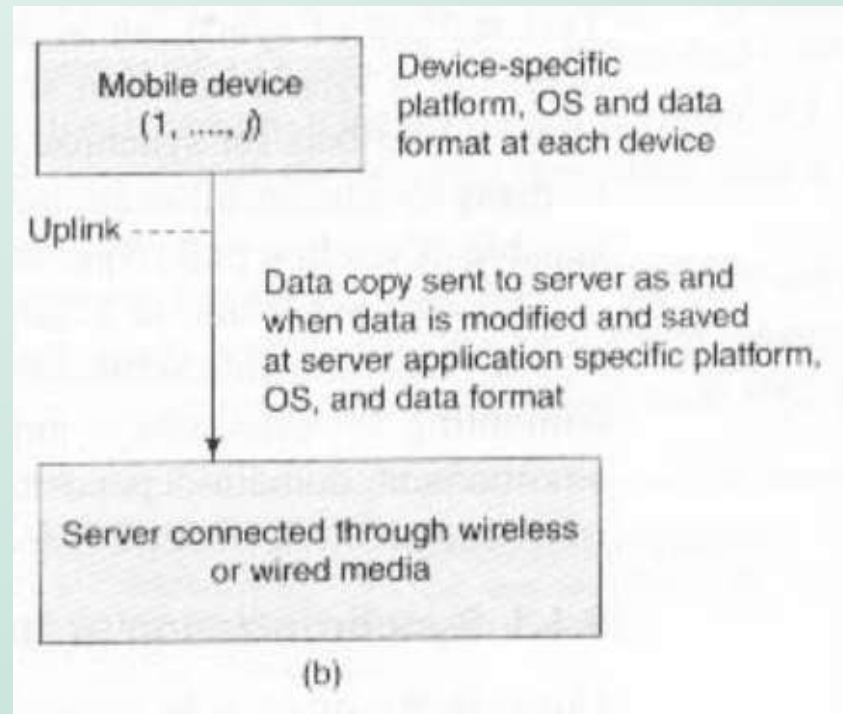 Mobile device
(1, ...., j)
Device-specific
platform, OS and data
format at each device
Uplink
Data copy sent to server as and
when data is modified and saved
at server application specific platform,
OS, and data format
Server connected through wireless
or wired media
(b)